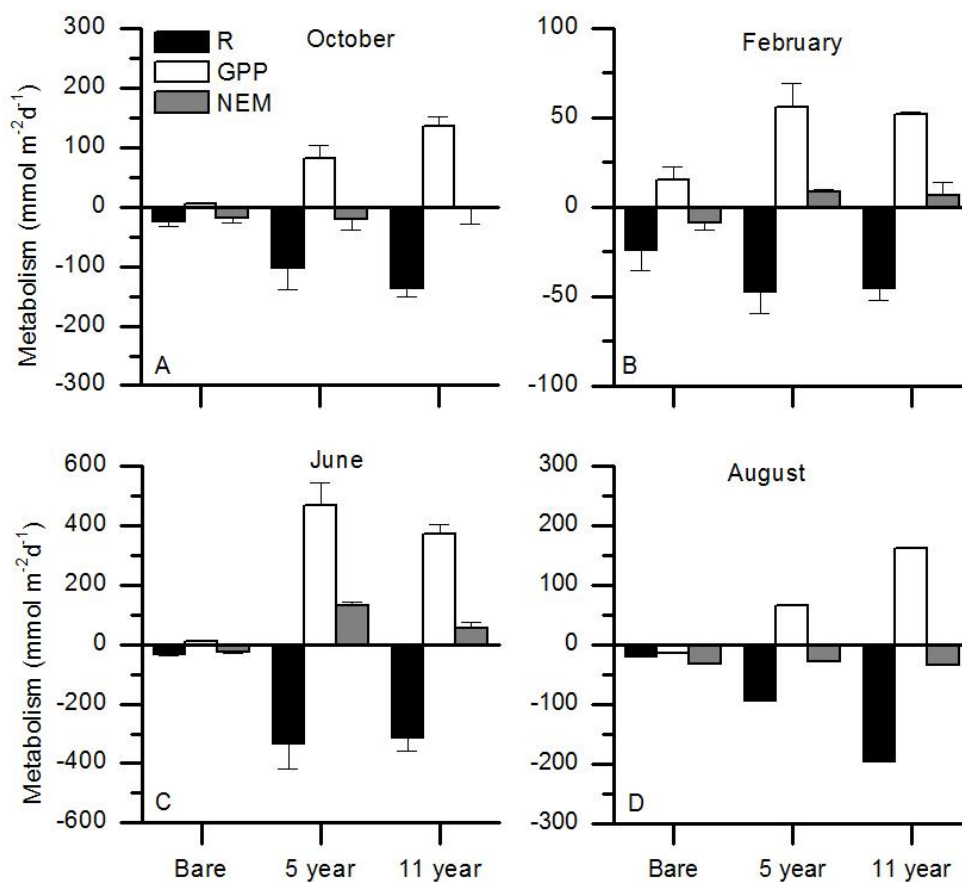 October
R
GPP
NEM
300
200
100
0
-100
-200
-300
Metabolism (mmol m-2d-1)
A
February
100
50
0
-50
-100
B
June
600
400
200
0
-200
-400
-600
Metabolism (mmol m-2d-1)
C
Bare 5 year 11 year
August
300
200
100
0
-100
-200
-300
D
Bare 5 year 11 year